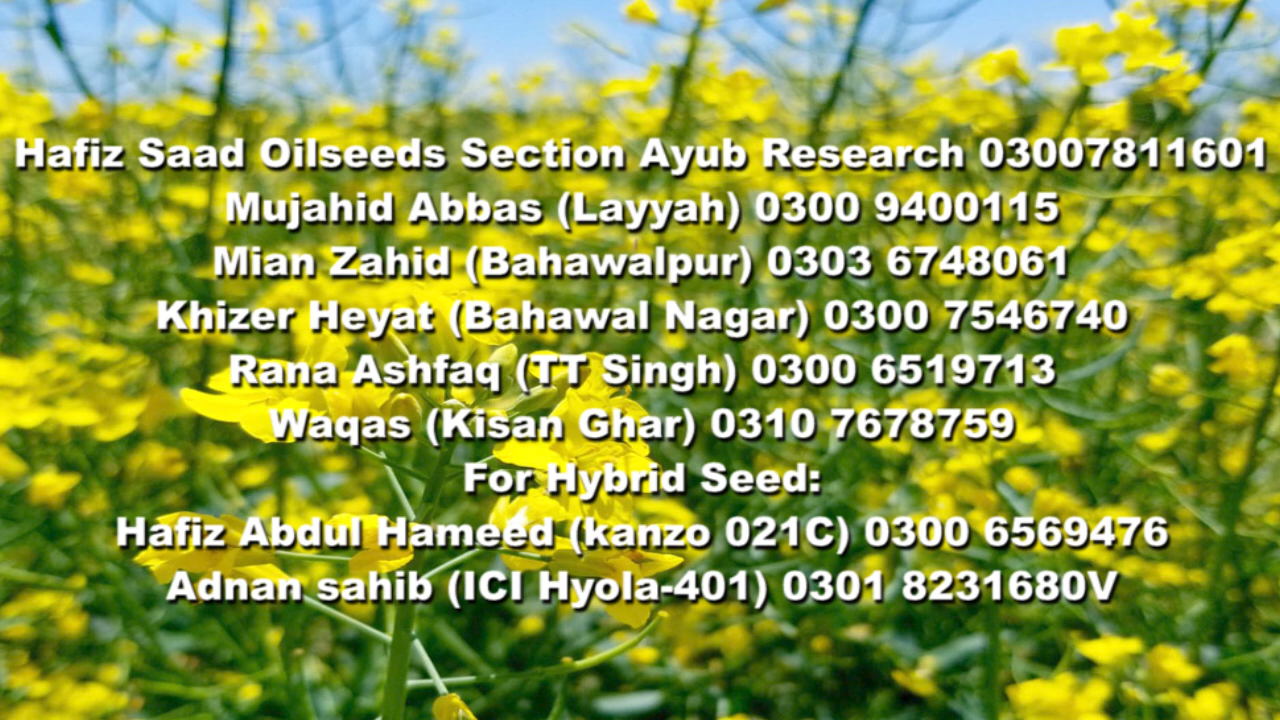 Hafiz Saad Oilseeds Section Ayub Research 03007811601
Mujahid Abbas (Layyah) 0300 9400115
Mian Zahid (Bahawalpur) 0303 6748061
Khizer Heyat (Bahawal Nagar) 0300 7546740
Rana Ashfaq (TT Singh) 0300 6519713
Waqas (Kisan Ghar) 0310 7678759
For Hybrid Seed:
Hafiz Abdul Hameed (kanzo 021C) 0300 6569476
Adnan sahib (ICI Hyola-401) 0301 8231680V